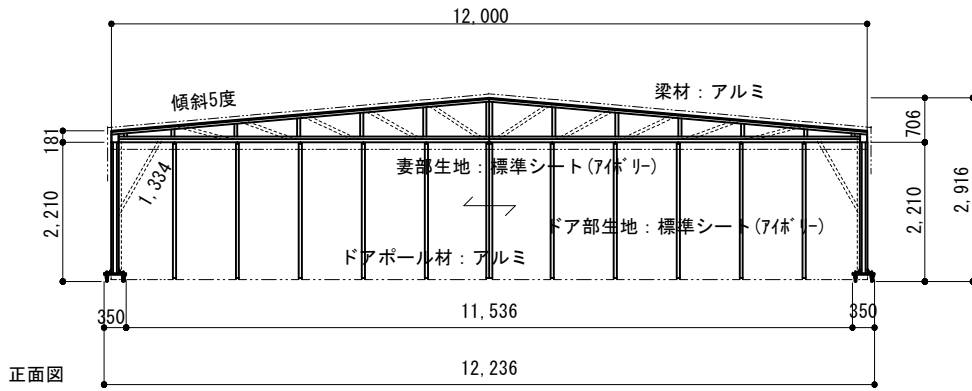 12,000
傾斜5度
梁材：アルミ
181
706
妻部生地：標準シート(ｱｲﾎﾞﾘｰ)
1,334
2,210
2,210
2,916
ドア部生地：標準シート(ｱｲﾎﾞﾘｰ)
ドアポール材：アルミ
350
11,536
350
12,236
正面図